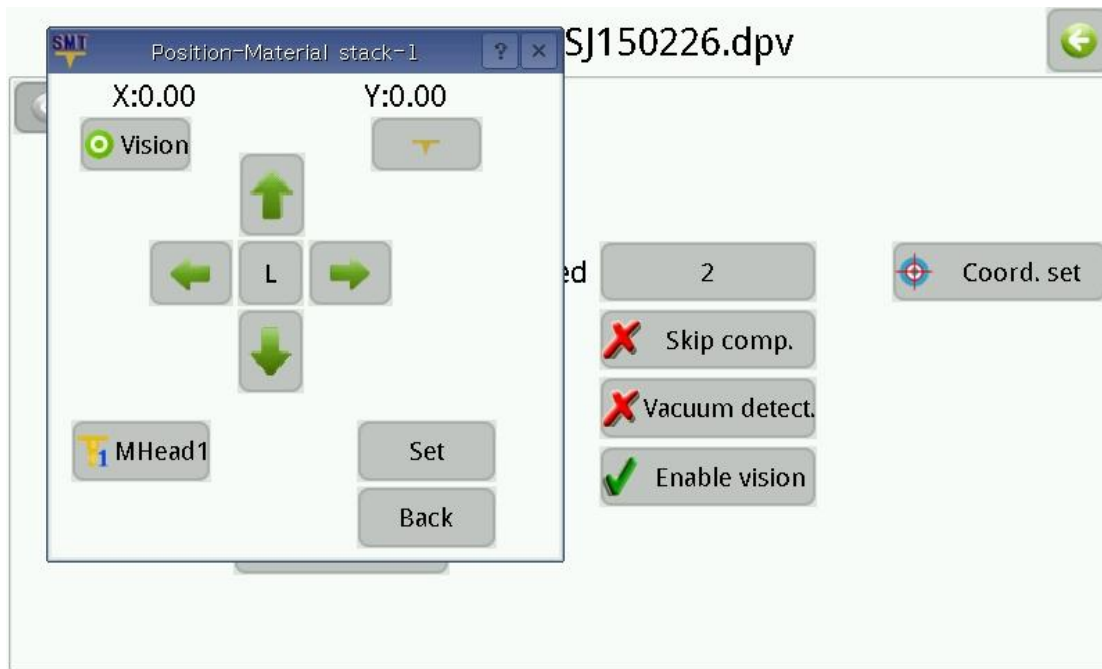 SMT Position-Material stack-1 ? ×
SJ150226.dpv
X:0.00 Y:0.00
Vision
L
2
Coord. set
Skip comp.
Vacuum detect.
Enable vision
1 MHead1
Set
Back